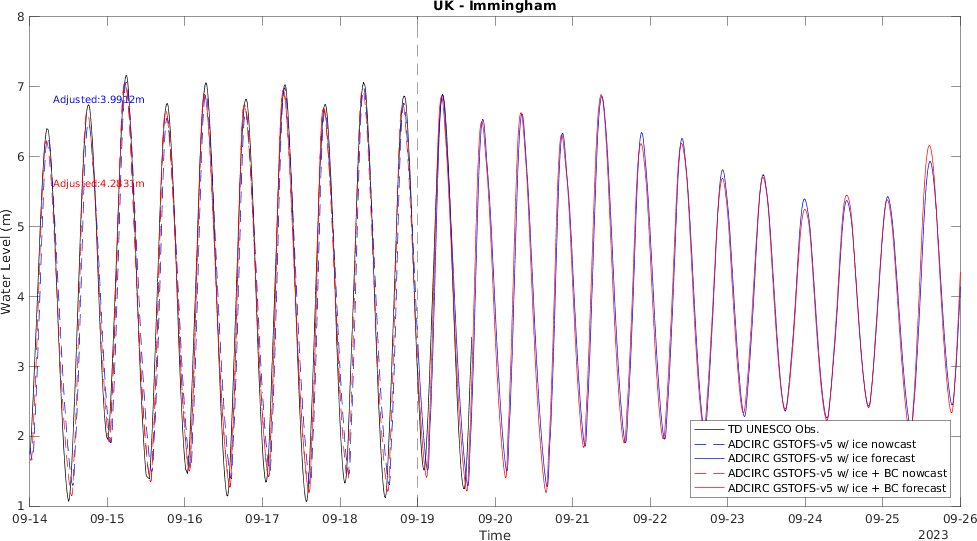 UK - Immingham
8
7
6
5
4
3
2
1
Water Level (m)
Adjusted:3.9912m
Adjusted:4.2831m
TD UNESCO Obs.
ADCIRC GSTOFS-v5 w/ ice nowcast
ADCIRC GSTOFS-v5 w/ ice forecast
ADCIRC GSTOFS-v5 w/ ice + BC nowcast
ADCIRC GSTOFS-v5 w/ ice + BC forecast
09-14 09-15 09-16 09-17 09-18 09-19 09-20 09-21 09-22 09-23 09-24 09-25 09-26
Time
2023